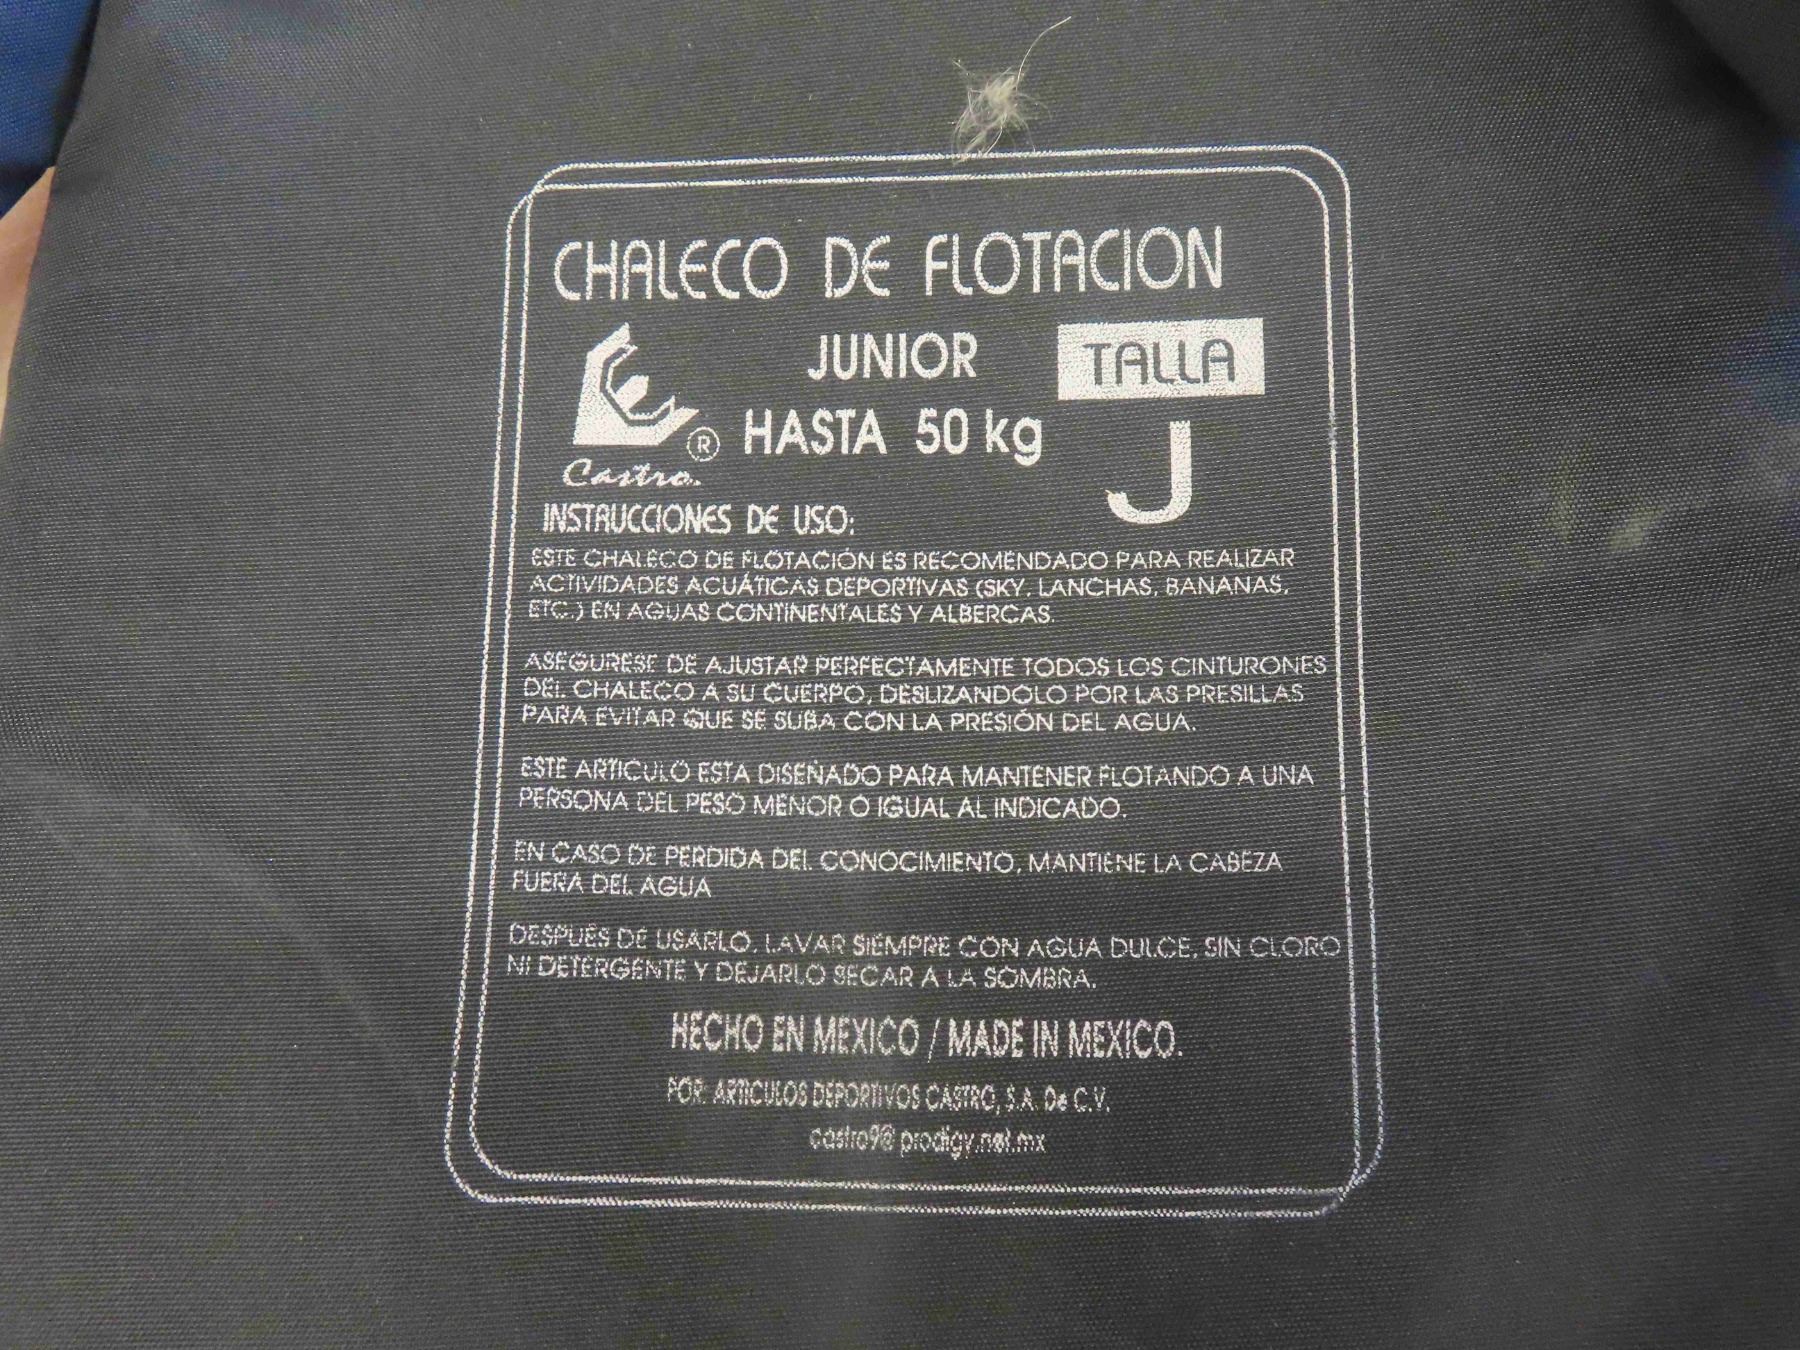 CHALECO DE FLOTACION
JUNIOR
TALLA
HASTA 50 kg
J
®
Castro.
INSTRUCCIONES DE USO:
ESTE CHALECO DE FLOTACIÓN ES RECOMENDADO PARA REALIZAR
ACTIVIDADES ACUÁTICAS DEPORTIVAS (SKY, LANCHAS, BANANAS,
ETC.) EN AGUAS CONTINENTALES Y ALBERCAS.
ASEGURESE DE AJUSTAR PERFECTAMENTE TODOS LOS CINTURONES
DEL CHALECO A SU CUERPO, DESLIZANDOLO POR LAS PRESILLAS
PARA EVITAR QUE SE SUBA CON LA PRESIÓN DEL AGUA.
ESTE ARTICULO ESTA DISEÑADO PARA MANTENER FLOTANDO A UNA
PERSONA DEL PESO MENOR O IGUAL AL INDICADO.
EN CASO DE PERDIDA DEL CONOCIMIENTO, MANTIENE LA CABEZA
FUERA DEL AGUA
DESPUES DE USARLO, LAVAR SIEMPRE CON AGUA DULCE, SIN CLORO
NI DETERGENTE Y DEJARLO SECAR A LA SOMBRA.
HECHO EN MEXICO / MADE IN MEXICO.
POR: ARTICULOS DEPORTIVOS CASTRO, S.A. De C.V.
castro9@prodigy.net.mx